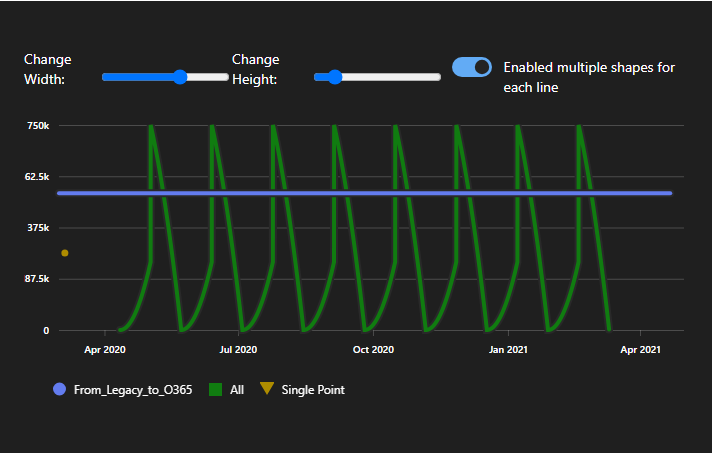 Change Width:
Change Height:
Enabled multiple shapes for
each line
750k
62.5k
375k
87.5k
0
Apr 2020
Jul 2020
Oct 2020
Jan 2021
Apr 2021
From_Legacy_to_O365
All
Single Point